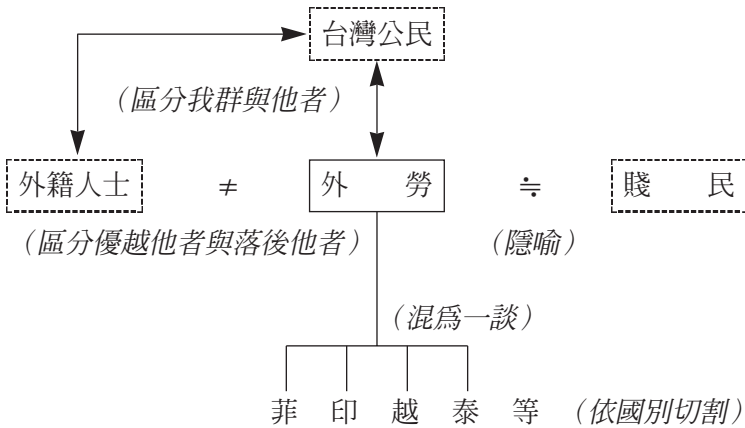 台灣公民
（區分我群與他者）
外籍人士 ≠ 外 勞 ≒ 賤 民
（區分優越他者與落後他者） （隱喻）
（混爲一談）
菲 印 越 泰 等 （依國別切割）